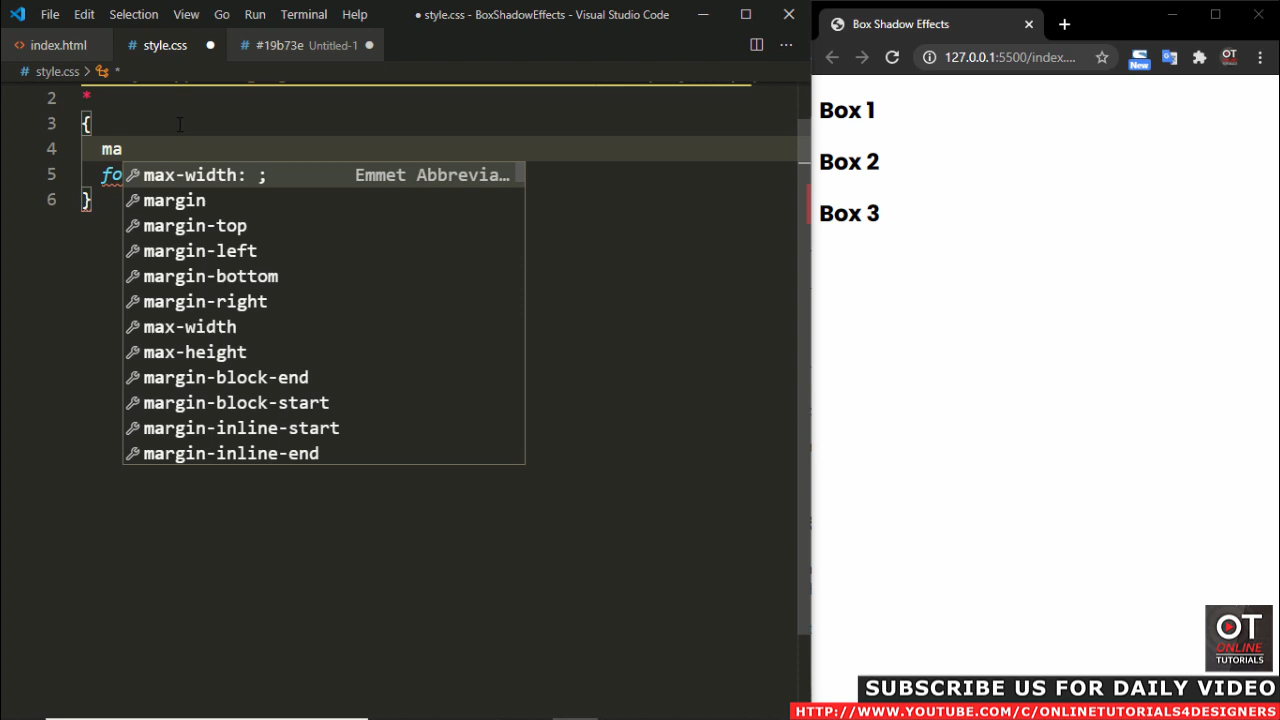 File Edit Selection View Go Run Terminal Help
● style.css - BoxShadowEffects - Visual Studio Code
index.html
# style.css ●
# #19b73e Untitled-1 ●
# style.css > *
2 *
3 {
4 ma
5 fo
6 }
max-width: ; Emmet Abbrevia…
margin
margin-top
margin-left
margin-bottom
margin-right
max-width
max-height
margin-block-end
margin-block-start
margin-inline-start
margin-inline-end
Box Shadow Effects
127.0.0.1:5500/index....
New
Box 1
Box 2
Box 3
OT
ONLINE
TUTORIALS
SUBSCRIBE US FOR DAILY VIDEO
HTTP://WWW.YOUTUBE.COM/C/ONLINETUTORIALS4DESIGNERS